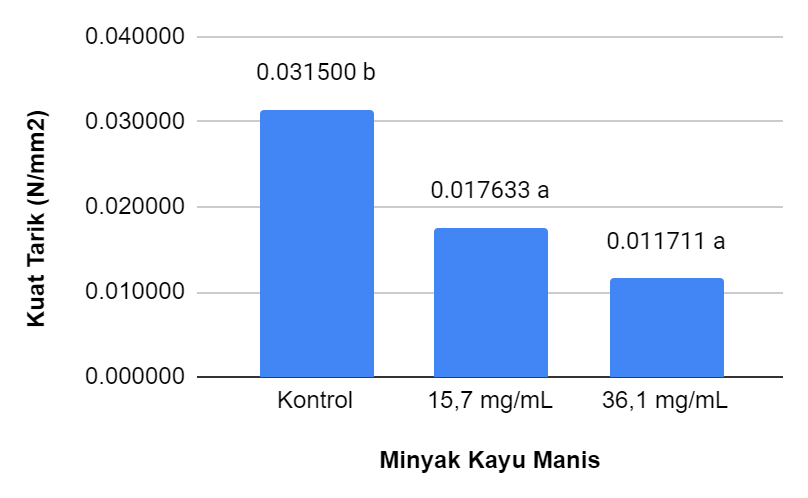 0.040000
0.031500 b
0.030000
0.017633 a
0.020000
0.011711 a
0.010000
0.000000
Kuat Tarik (N/mm2)
Kontrol
15,7 mg/mL
36,1 mg/mL
Minyak Kayu Manis